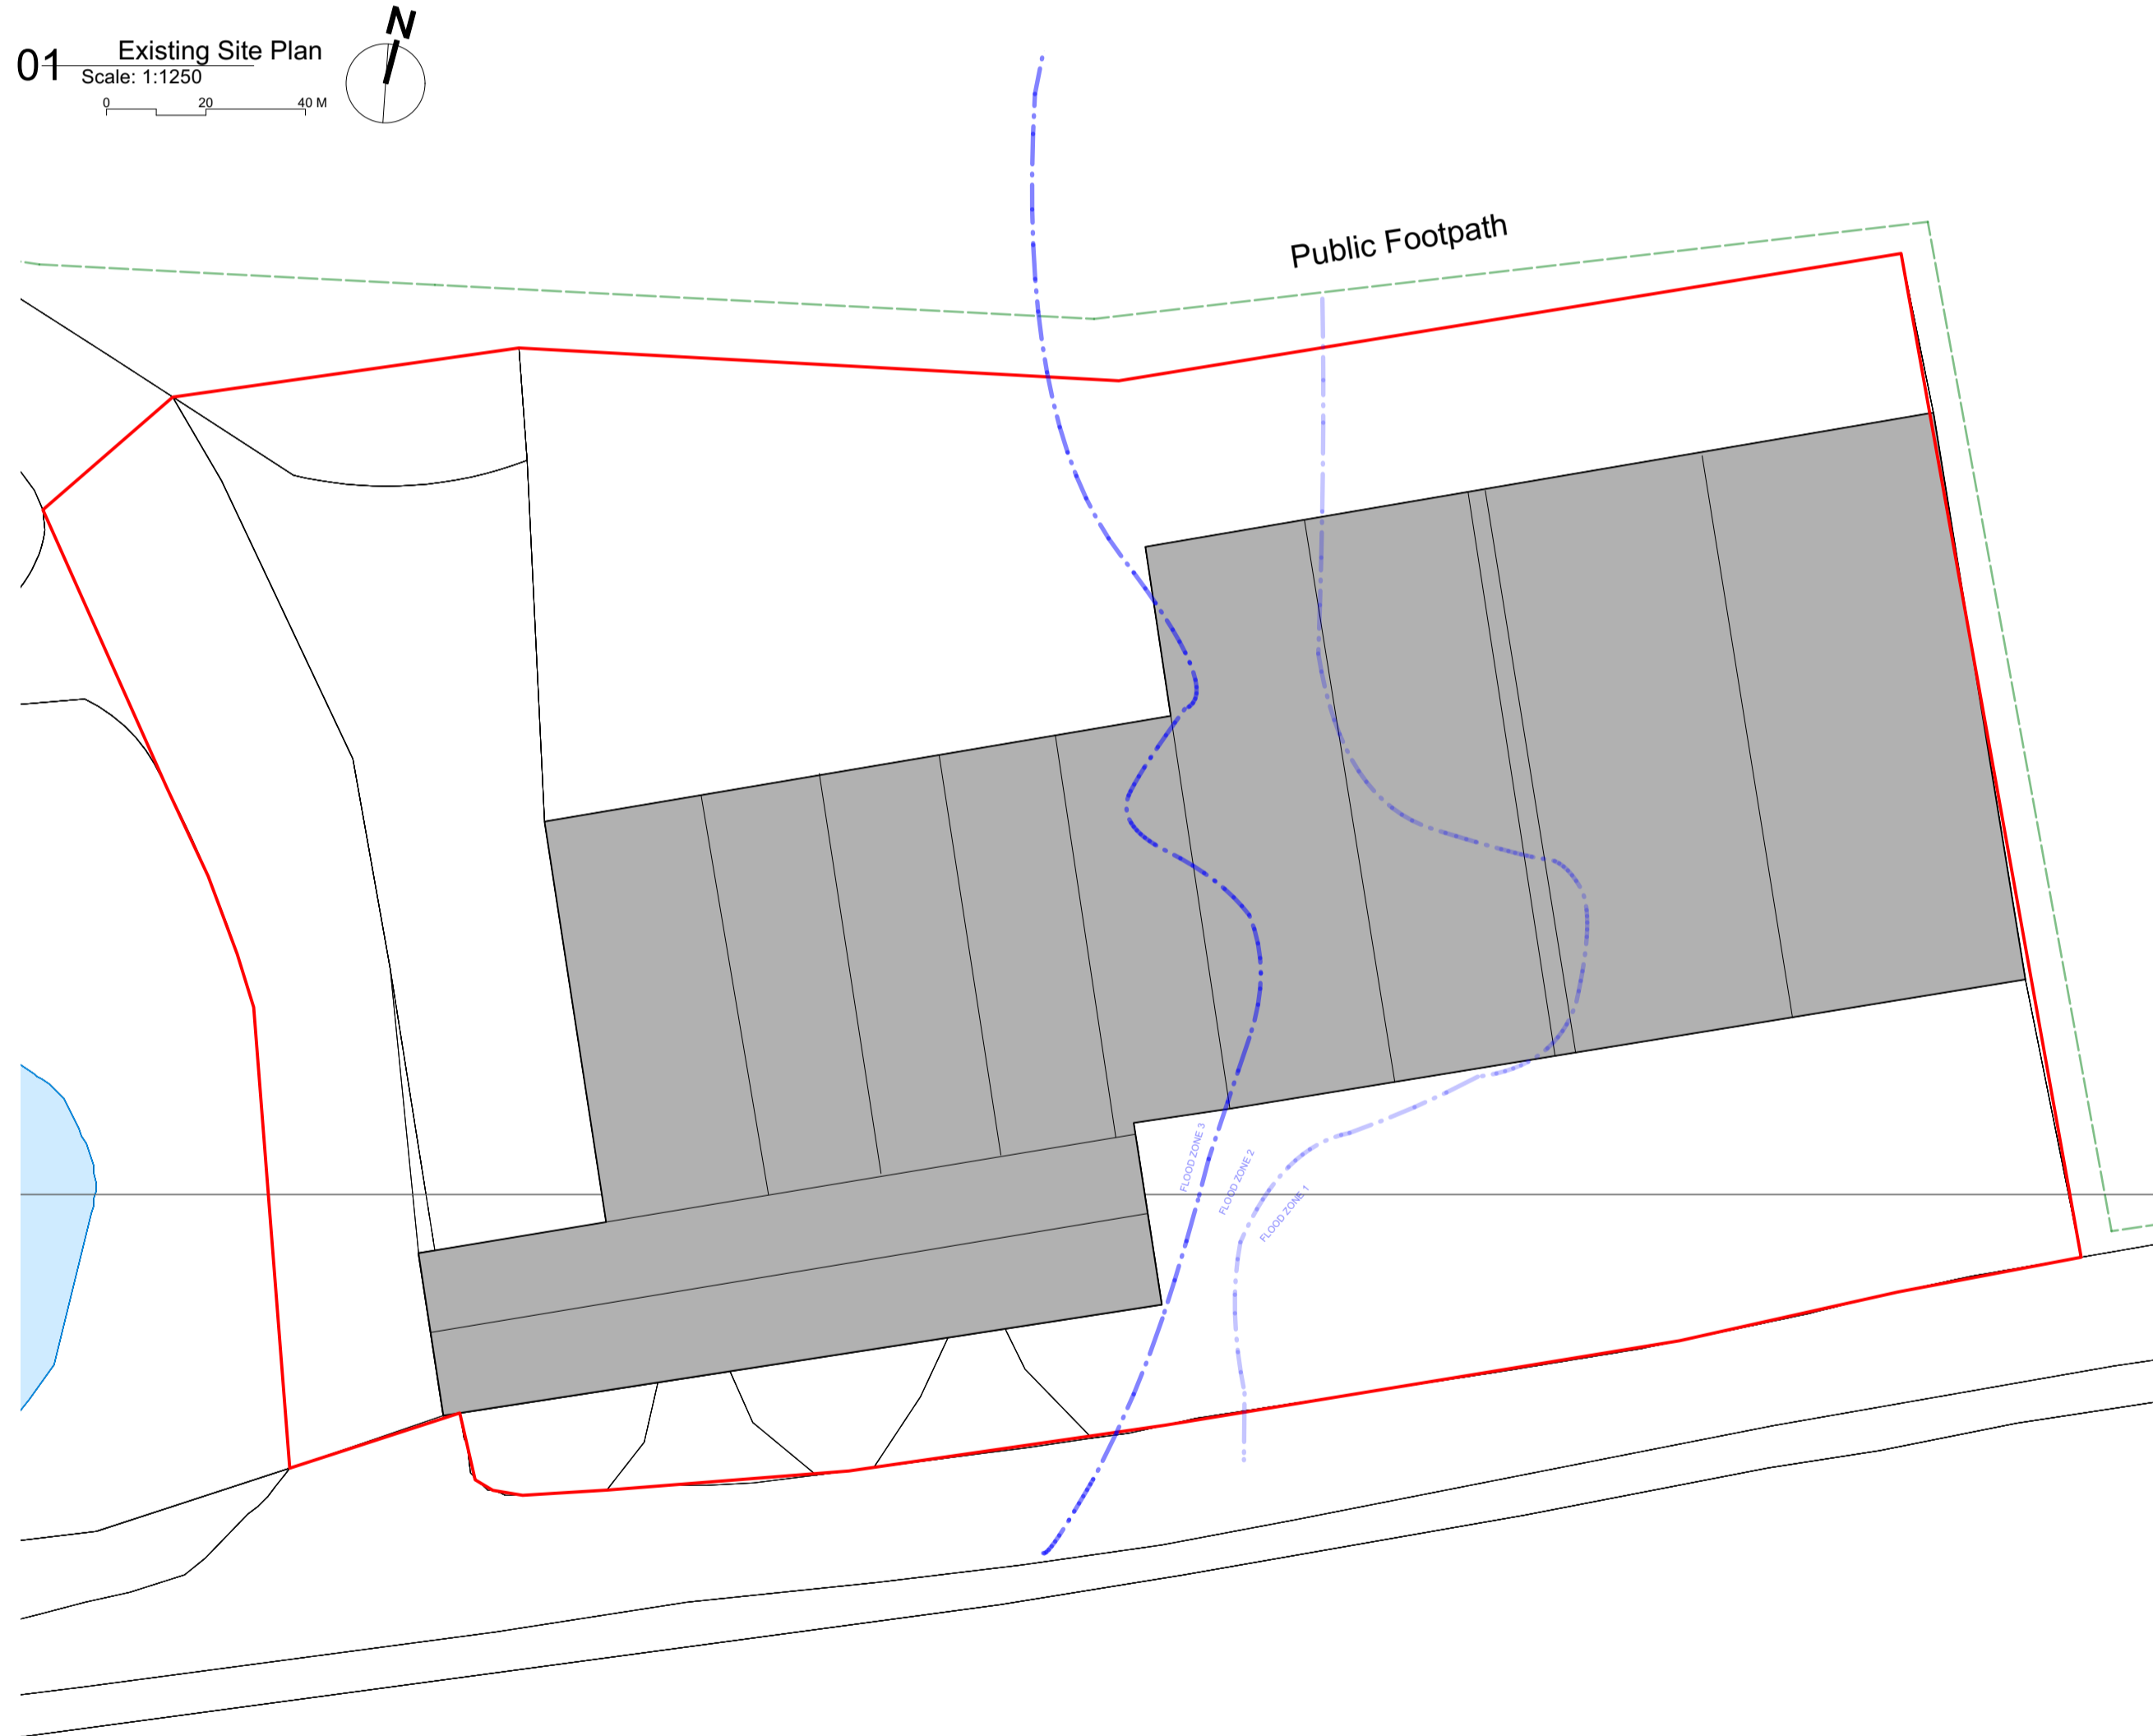 N
01
Existing Site Plan
Scale: 1:1250
0 20 40 M
Public Footpath
FLOOD ZONE 3
FLOOD ZONE 2
FLOOD ZONE 1